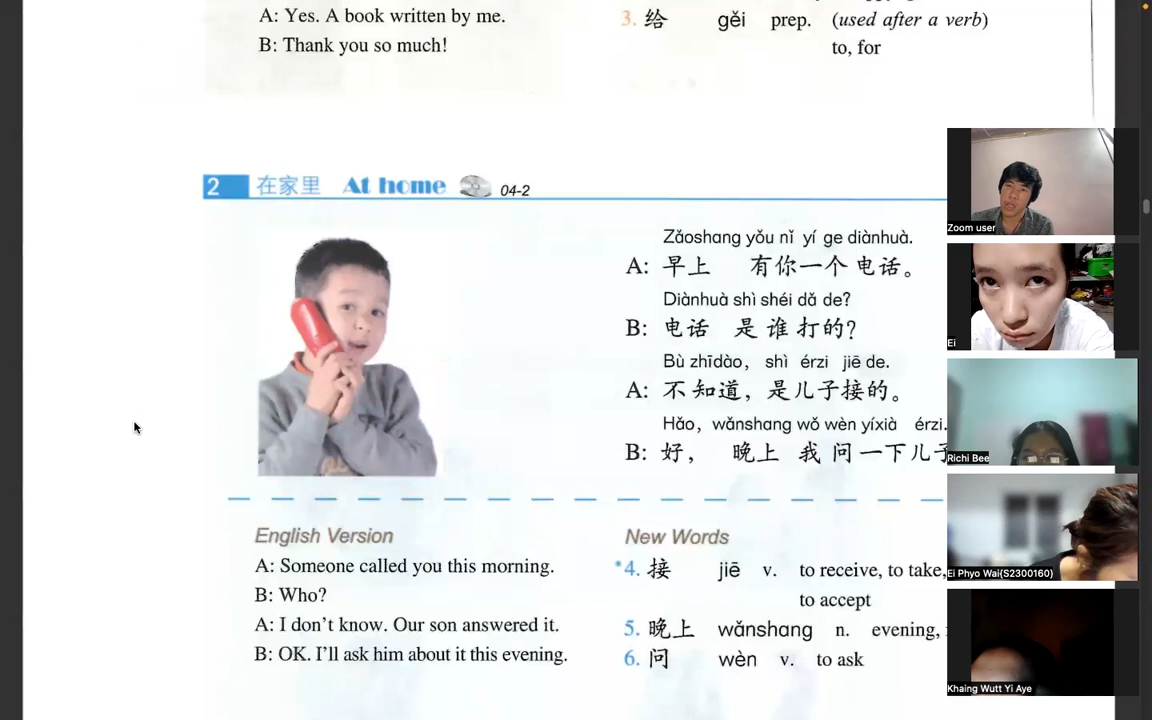 A: Yes. A book written by me.
B: Thank you so much!
3. 给 gěi prep. (used after a verb)
to, for
2 在家里 At home 04-2
Zǎoshang yǒu nǐ yí ge diànhuà.
A: 早上 有你一个 电话。
Diànhuà shì shéi dǎ de?
B: 电话 是 谁 打的?
Bù zhīdào, shì érzi jiē de.
A: 不知道, 是儿子接的。
Hǎo, wǎnshang wǒ wèn yíxià érzi.
B: 好, 晚上 我 问一下儿子
English Version
A: Someone called you this morning.
B: Who?
A: I don't know. Our son answered it.
B: OK. I'll ask him about it this evening.
New Words
*4. 接 jiē v. to receive, to take,
to accept
5. 晚上 wǎnshang n. evening,
6. 问 wèn v. to ask
Zoom user
Ei
Richi Bee
Ei Phyo Wai(S2300160)
Khaing Wutt Yi Aye